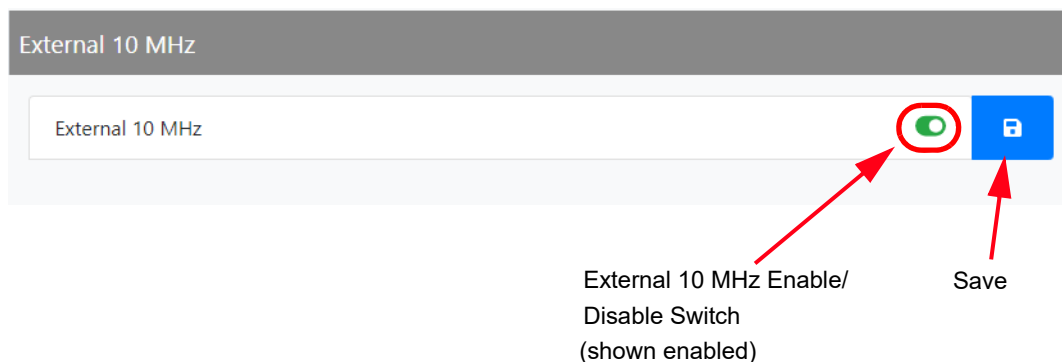 External 10 MHz
External 10 MHz
External 10 MHz Enable/
Disable Switch
(shown enabled)
Save